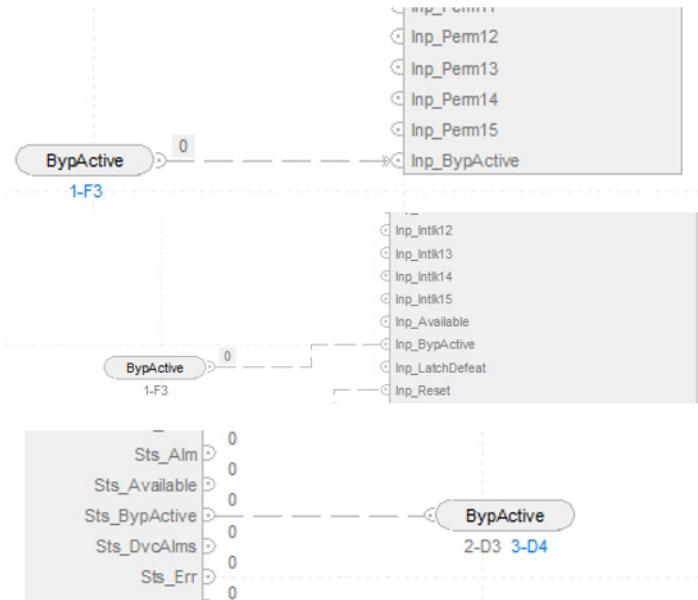 Inp_Perm11
Inp_Perm12
Inp_Perm13
Inp_Perm14
Inp_Perm15
BypActive 0 Inp_BypActive
1-F3
Inp_Intlk12
Inp_Intlk13
Inp_Intlk14
Inp_Intlk15
Inp_Available
0 Inp_BypActive
BypActive Inp_LatchDefeat
1-F3 Inp_Reset
0
Sts_Alm
0
Sts_Available
0
Sts_BypActive BypActive
0
Sts_DvcAlms 2-D3 3-D4
0
Sts_Err
0